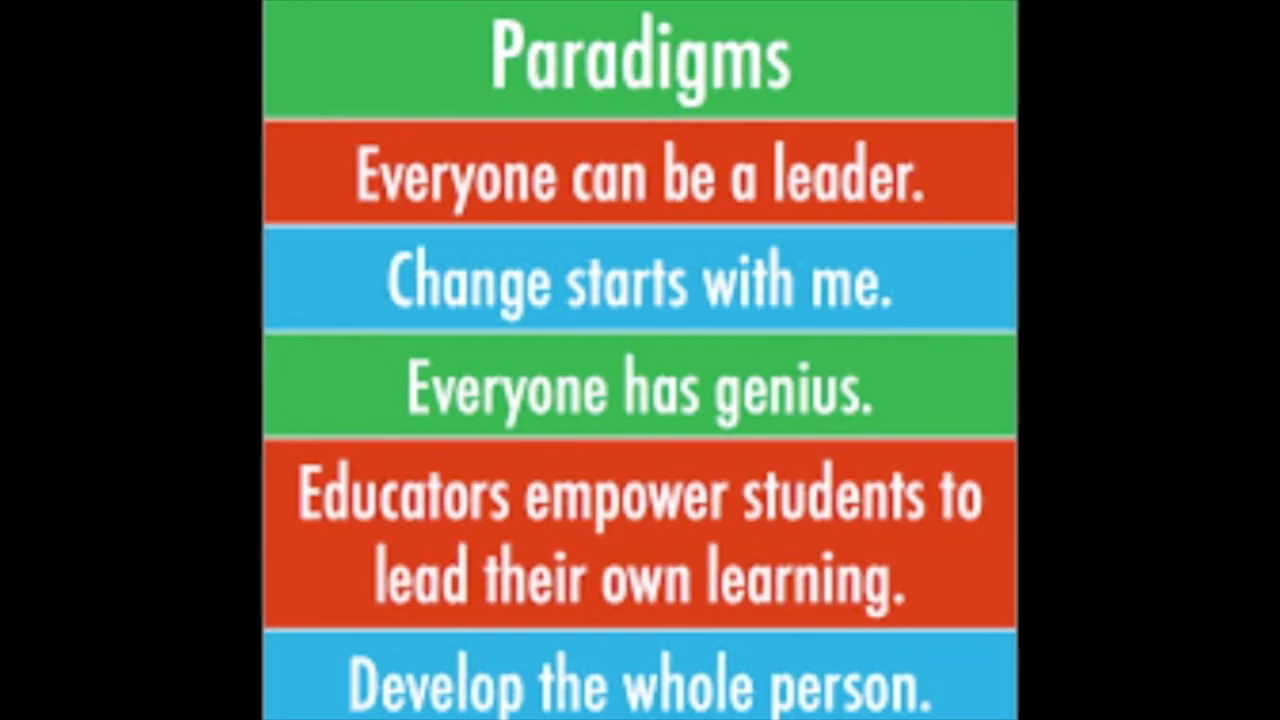 Paradigms
Everyone can be a leader.
Change starts with me.
Everyone has genius.
Educators empower students to
lead their own learning.
Develop the whole person.